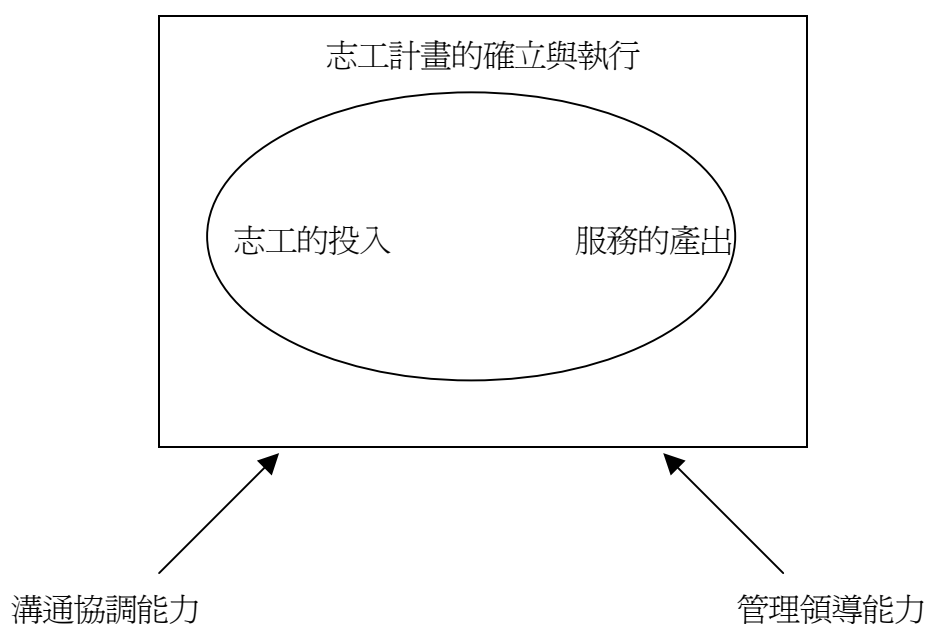 志工計畫的確立與執行
志工的投入
服務的產出
溝通協調能力
管理領導能力